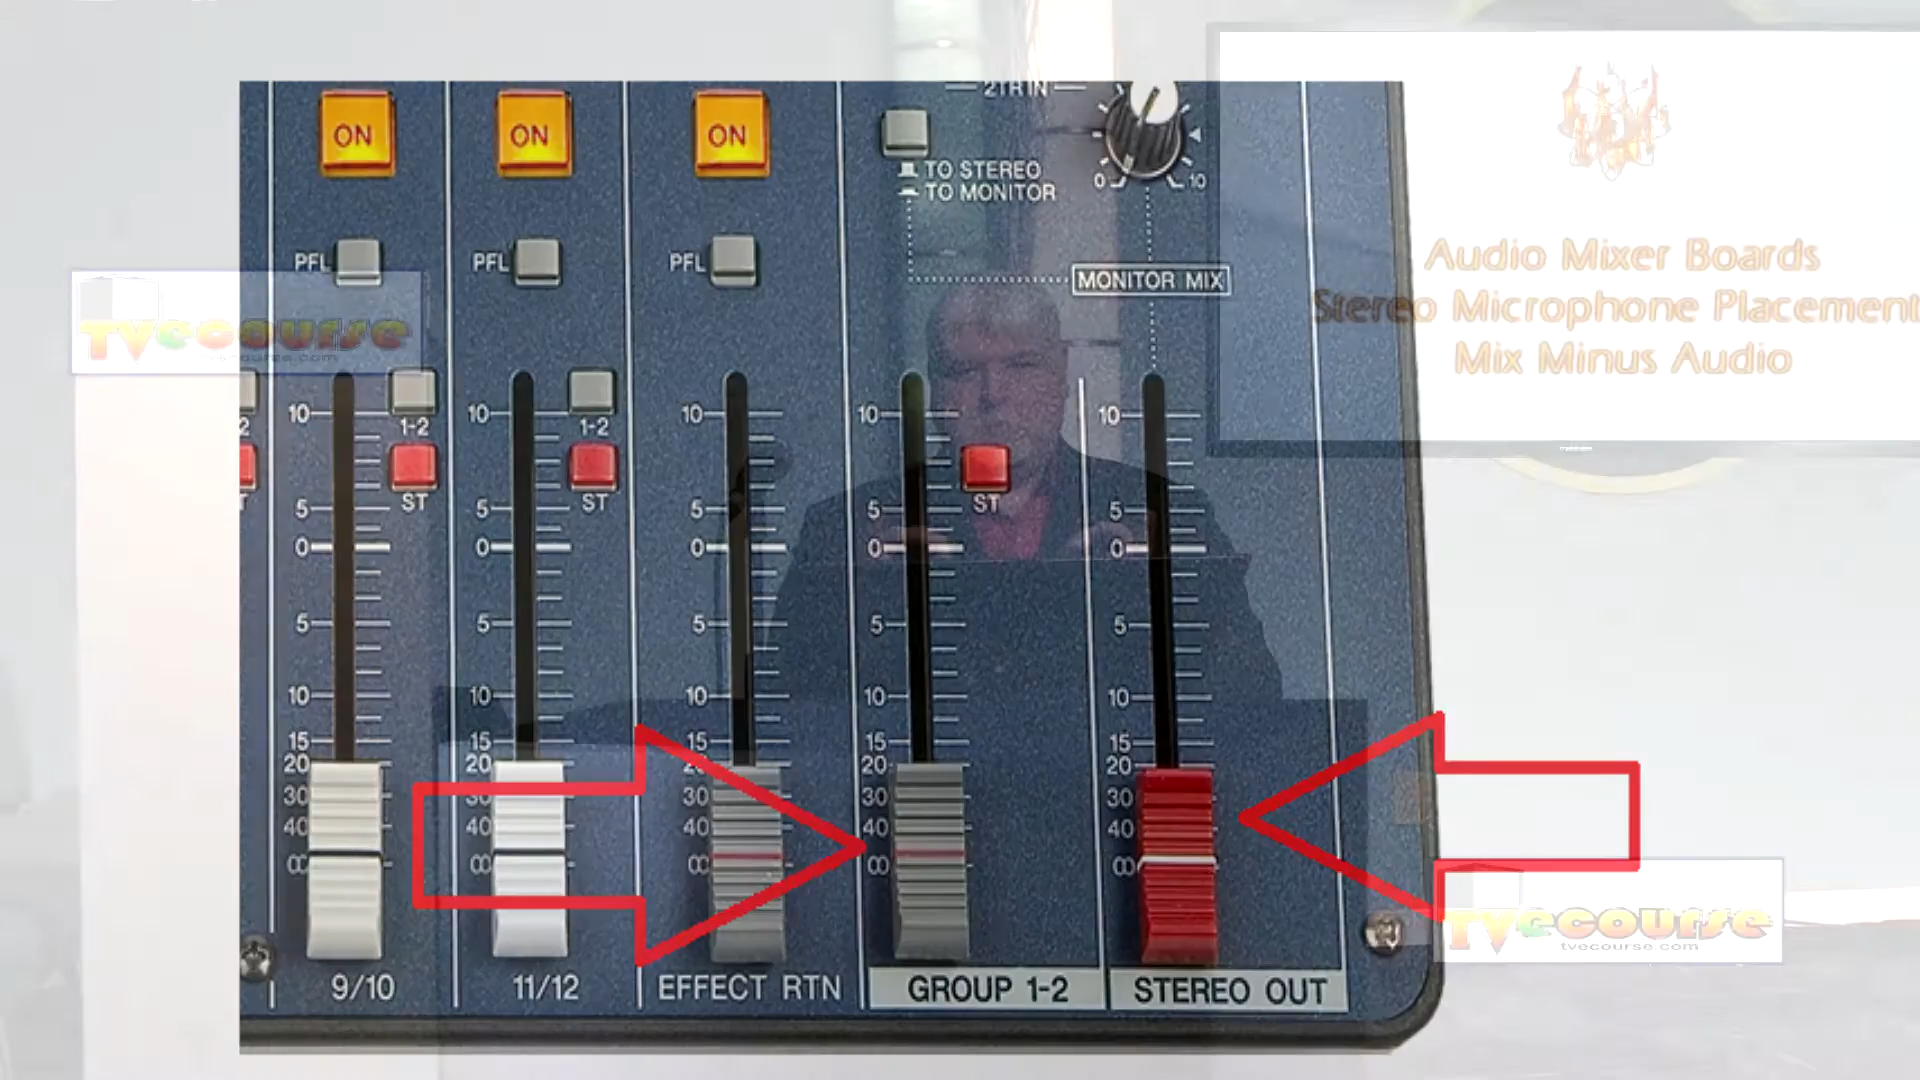 2TR IN
ON
ON
ON
TO STEREO
TO MONITOR
0
10
PFL
PFL
PFL
MONITOR MIX
Audio Mixer Boards
Stereo Microphone Placement
Mix Minus Audio
Tvecourse
tvecourse.com
2
10
1-2
10
1-2
10
10
10
T
ST
ST
ST
5
5
5
5
5
0
0
0
0
0
5
5
5
5
5
10
10
10
10
10
15
15
15
15
15
20
20
20
20
30
30
30
30
30
40
40
40
40
40
∞
∞
∞
∞
∞
Tvecourse
tvecourse.com
9/10
11/12
EFFECT RTN
GROUP 1-2
STEREO OUT